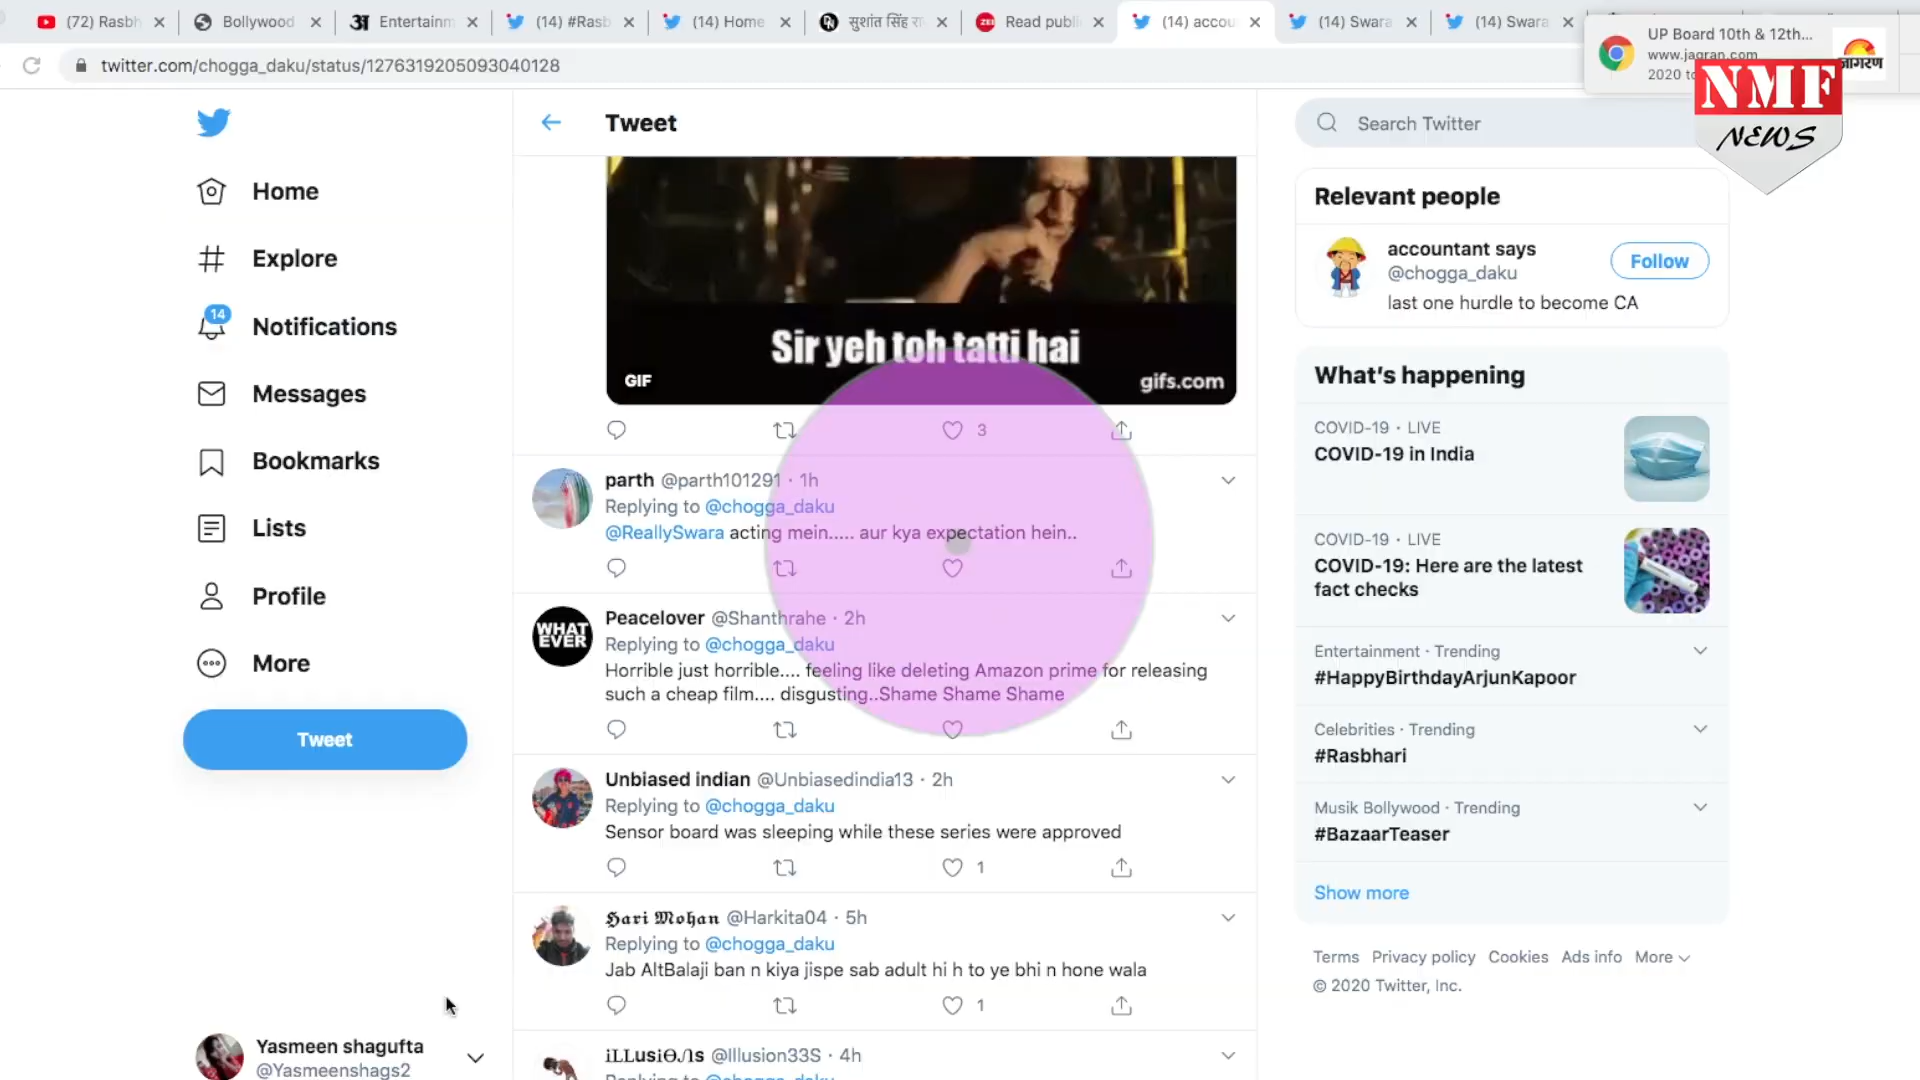 (72) Rasbh
Bollywood
Entertainm
(14) #Rasb
(14) Home
सुशांत सिंह रा
Read publi
(14) accou
(14) Swara
(14) Swara
UP Board 10th & 12th...
www.jagran.com
2020 to
जागरण
NMF
NEWS
twitter.com/chogga_daku/status/1276319205093040128
Home
Explore
14
Notifications
Messages
Bookmarks
Lists
Profile
More
Tweet
Yasmeen shagufta
@Yasmeenshags2
Tweet
Sir yeh toh tatti hai
GIF
gifs.com
3
parth @parth101291 · 1h
Replying to @chogga_daku
@ReallySwara acting mein..... aur kya expectation hein..
WHAT
EVER
Peacelover @Shanthrahe · 2h
Replying to @chogga_daku
Horrible just horrible.... feeling like deleting Amazon prime for releasing
such a cheap film.... disgusting..Shame Shame Shame
Unbiased indian @Unbiasedindia13 · 2h
Replying to @chogga_daku
Sensor board was sleeping while these series were approved
1
𝕳𝖆𝖗𝖎 𝕸𝖔𝖍𝖆𝖓 @Harkita04 · 5h
Replying to @chogga_daku
Jab AltBalaji ban n kiya jispe sab adult hi h to ye bhi n hone wala
1
@Illusion33S · 4h
Replying to @chogga_daku
Search Twitter
Relevant people
accountant says
@chogga_daku
Follow
last one hurdle to become CA
What's happening
COVID-19 · LIVE
COVID-19 in India
COVID-19 · LIVE
COVID-19: Here are the latest
fact checks
Entertainment · Trending
#HappyBirthdayArjunKapoor
Celebrities · Trending
#Rasbhari
Musik Bollywood · Trending
#BazaarTeaser
Show more
Terms Privacy policy Cookies Ads info More
© 2020 Twitter, Inc.